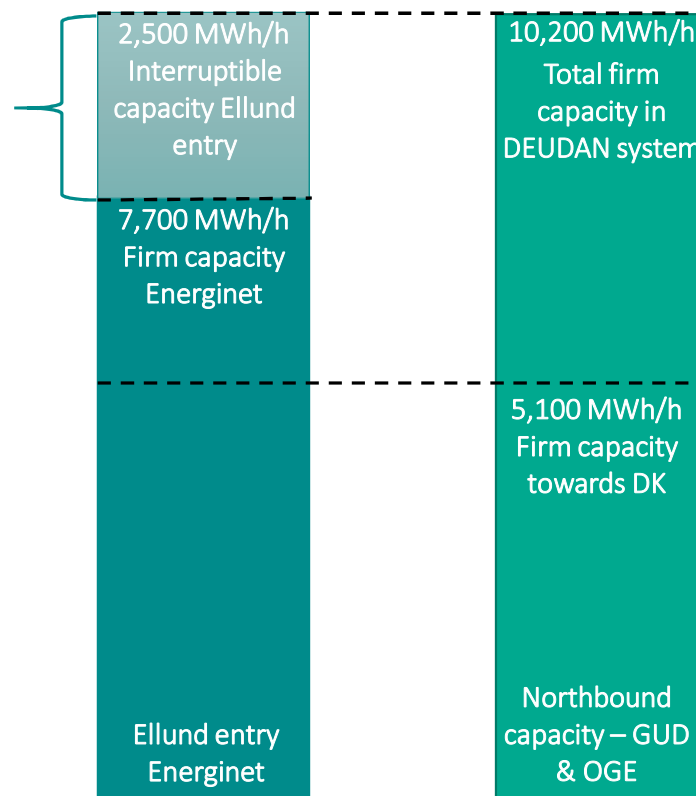 2,500 MWh/h
Interruptible
capacity Ellund
entry
7,700 MWh/h
Firm capacity
Energinet
Ellund entry
Energinet
10,200 MWh/h
Total firm
capacity in
DEUDAN system
5,100 MWh/h
Firm capacity
towards DK
Northbound
capacity – GUD
& OGE